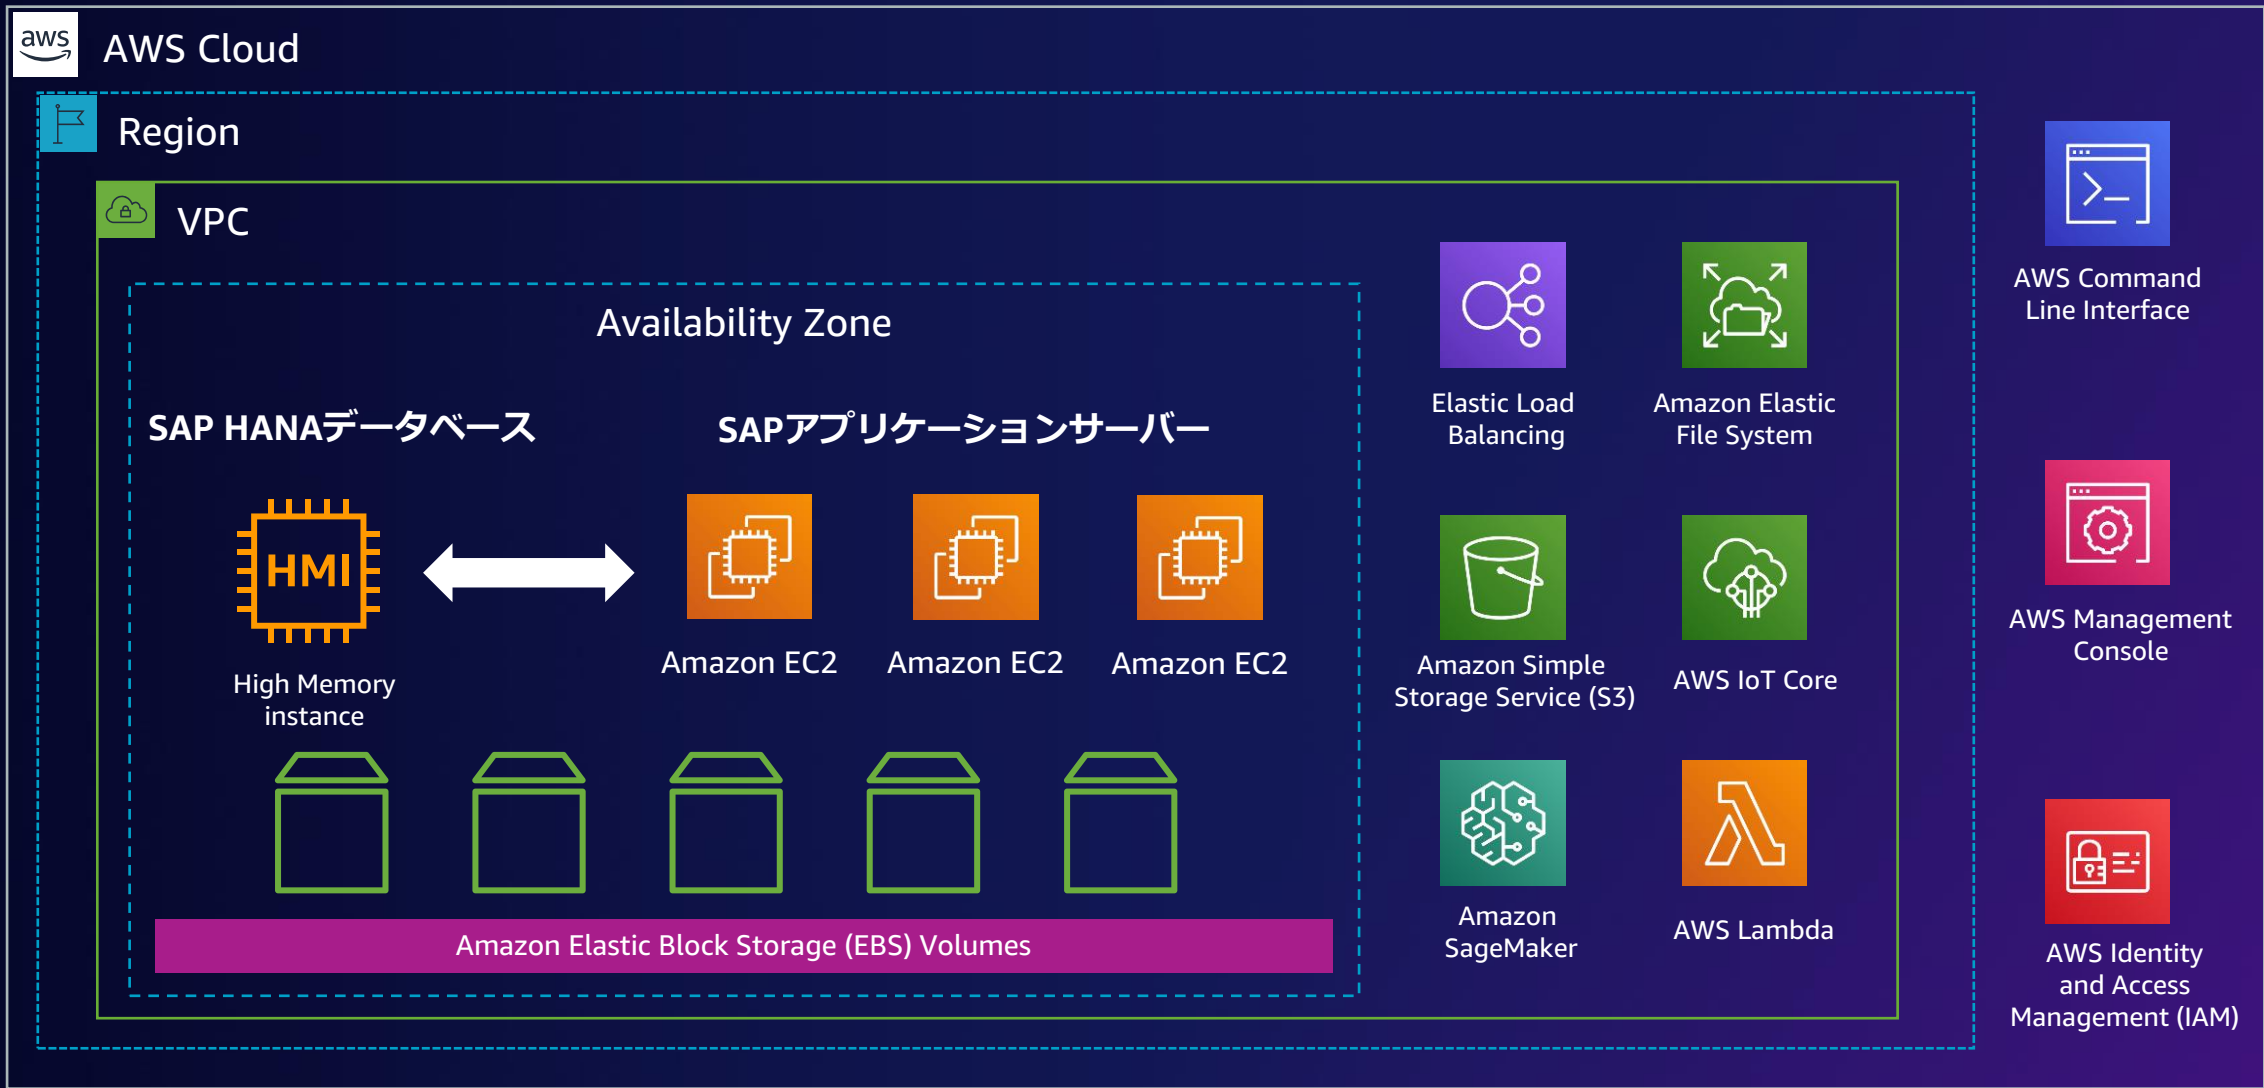 aws
AWS Cloud
Region
VPC
Availability Zone
SAP HANAデータベース
SAPアプリケーションサーバー
HMI
High Memory
instance
Amazon EC2
Amazon EC2
Amazon EC2
Amazon Elastic Block Storage (EBS) Volumes
Elastic Load
Balancing
Amazon Elastic
File System
Amazon Simple
Storage Service (S3)
AWS IoT Core
Amazon
SageMaker
AWS Lambda
AWS Command
Line Interface
AWS Management
Console
AWS Identity
and Access
Management (IAM)